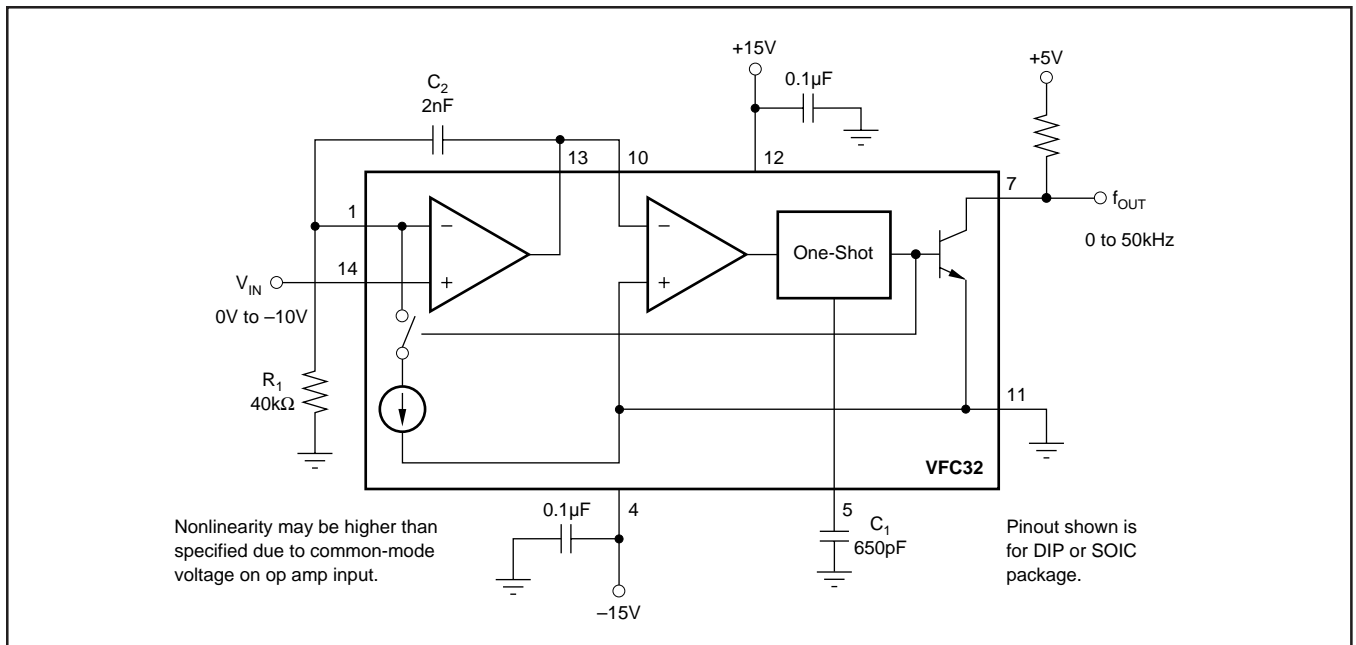 +15V
+5V
C2
2nF
0.1µF
13
10
12
7
fOUT
0 to 50kHz
1
14
VIN
0V to –10V
−
+
−
+
One-Shot
R1
40kΩ
11
VFC32
0.1µF
4
5
C1
650pF
Nonlinearity may be higher than
specified due to common-mode
voltage on op amp input.
Pinout shown is
for DIP or SOIC
package.
–15V